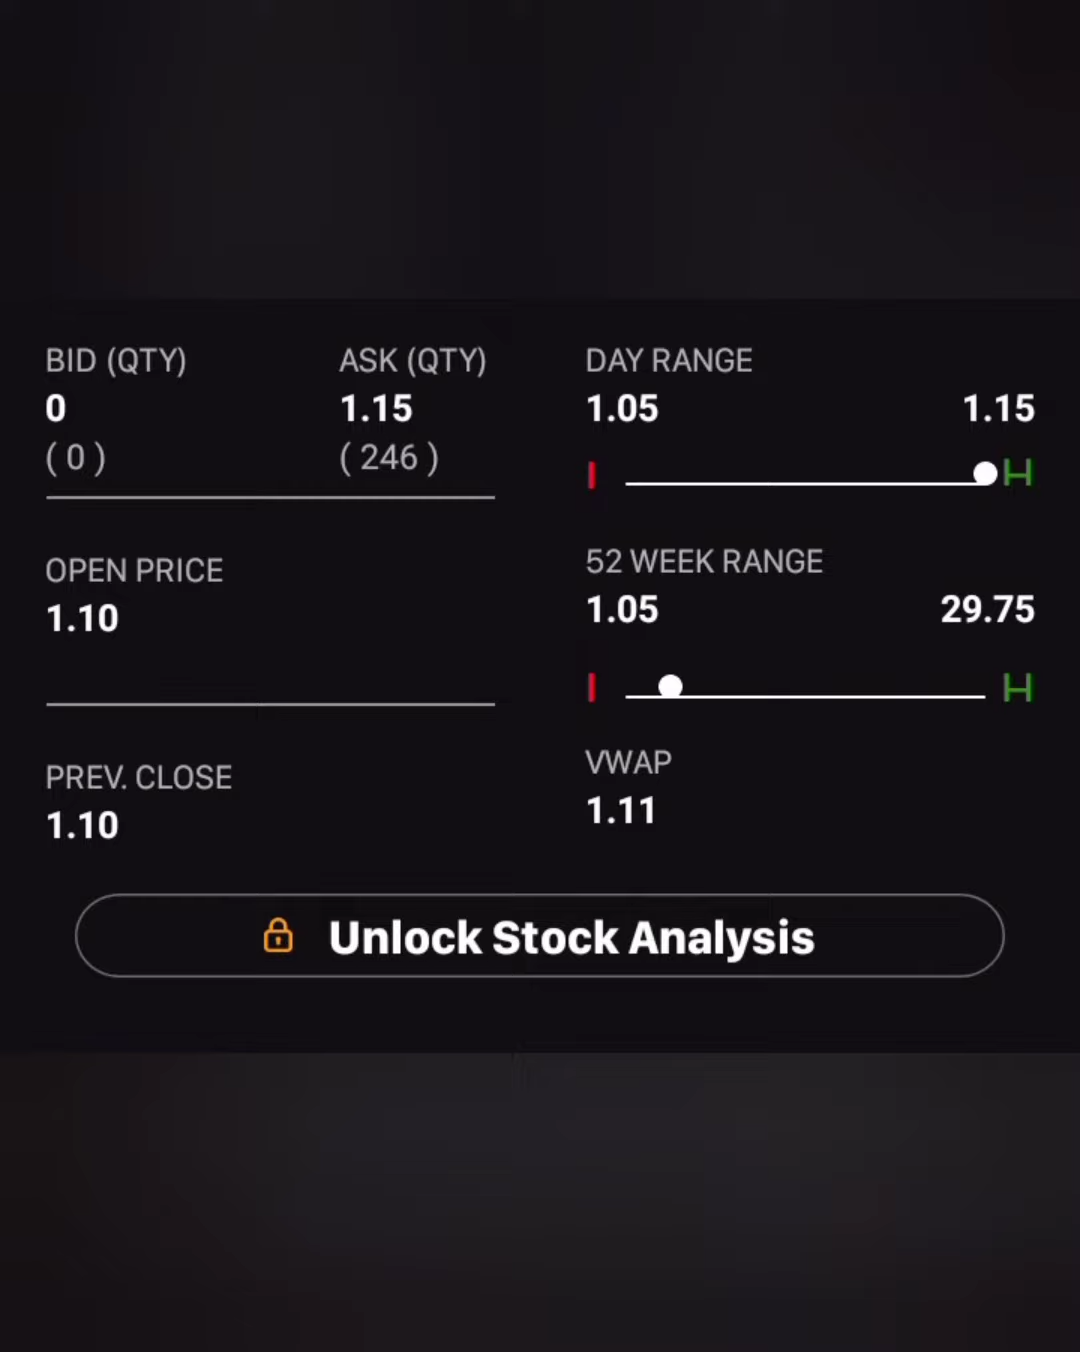 BID (QTY)
ASK (QTY)
0
1.15
( 0 )
( 246 )
OPEN PRICE
1.10
PREV. CLOSE
1.10
DAY RANGE
1.05
1.15
H
52 WEEK RANGE
1.05
29.75
H
VWAP
1.11
Unlock Stock Analysis